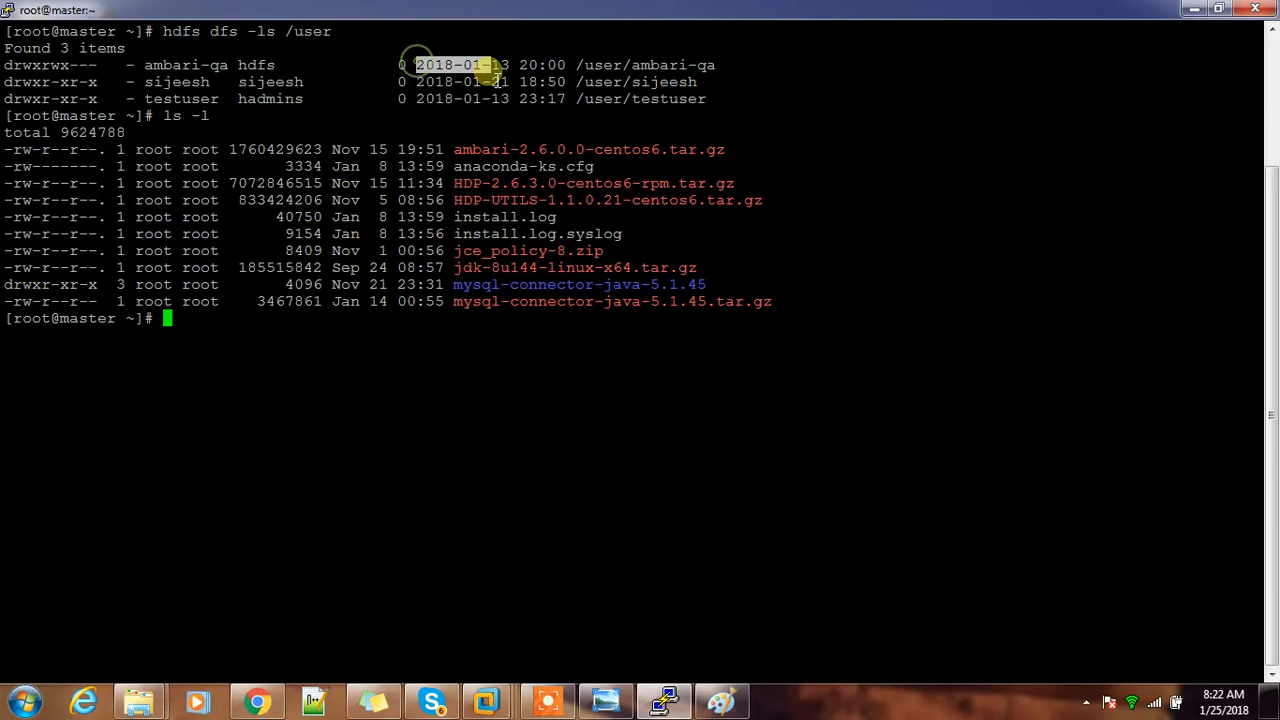 root@master:~
[root@master ~]# hdfs dfs -ls /user
Found 3 items
drwxrwx---   - ambari-qa hdfs             0 2018-01-13 20:00 /user/ambari-qa
drwxr-xr-x   - sijeesh   sijeesh          0 2018-01-21 18:50 /user/sijeesh
drwxr-xr-x   - testuser  hadmins          0 2018-01-13 23:17 /user/testuser
[root@master ~]# ls -l
total 9624788
-rw-r--r--. 1 root root 1760429623 Nov 15 19:51 ambari-2.6.0.0-centos6.tar.gz
-rw-------. 1 root root       3334 Jan  8 13:59 anaconda-ks.cfg
-rw-r--r--. 1 root root 7072846515 Nov 15 11:34 HDP-2.6.3.0-centos6-rpm.tar.gz
-rw-r--r--. 1 root root  833424206 Nov  5 08:56 HDP-UTILS-1.1.0.21-centos6.tar.gz
-rw-r--r--. 1 root root      40750 Jan  8 13:59 install.log
-rw-r--r--. 1 root root       9154 Jan  8 13:56 install.log.syslog
-rw-r--r--. 1 root root       8409 Nov  1 00:56 jce_policy-8.zip
-rw-r--r--. 1 root root  185515842 Sep 24 08:57 jdk-8u144-linux-x64.tar.gz
drwxr-xr-x  3 root root       4096 Nov 21 23:31 mysql-connector-java-5.1.45
-rw-r--r--  1 root root    3467861 Jan 14 00:55 mysql-connector-java-5.1.45.tar.gz
[root@master ~]#
8:22 AM
1/25/2018